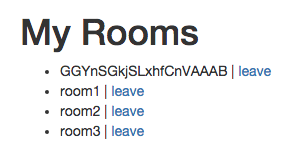 My Rooms
GGYnSGkjSLxhfCnVAAAB | leave
room1 | leave
room2 | leave
room3 | leave